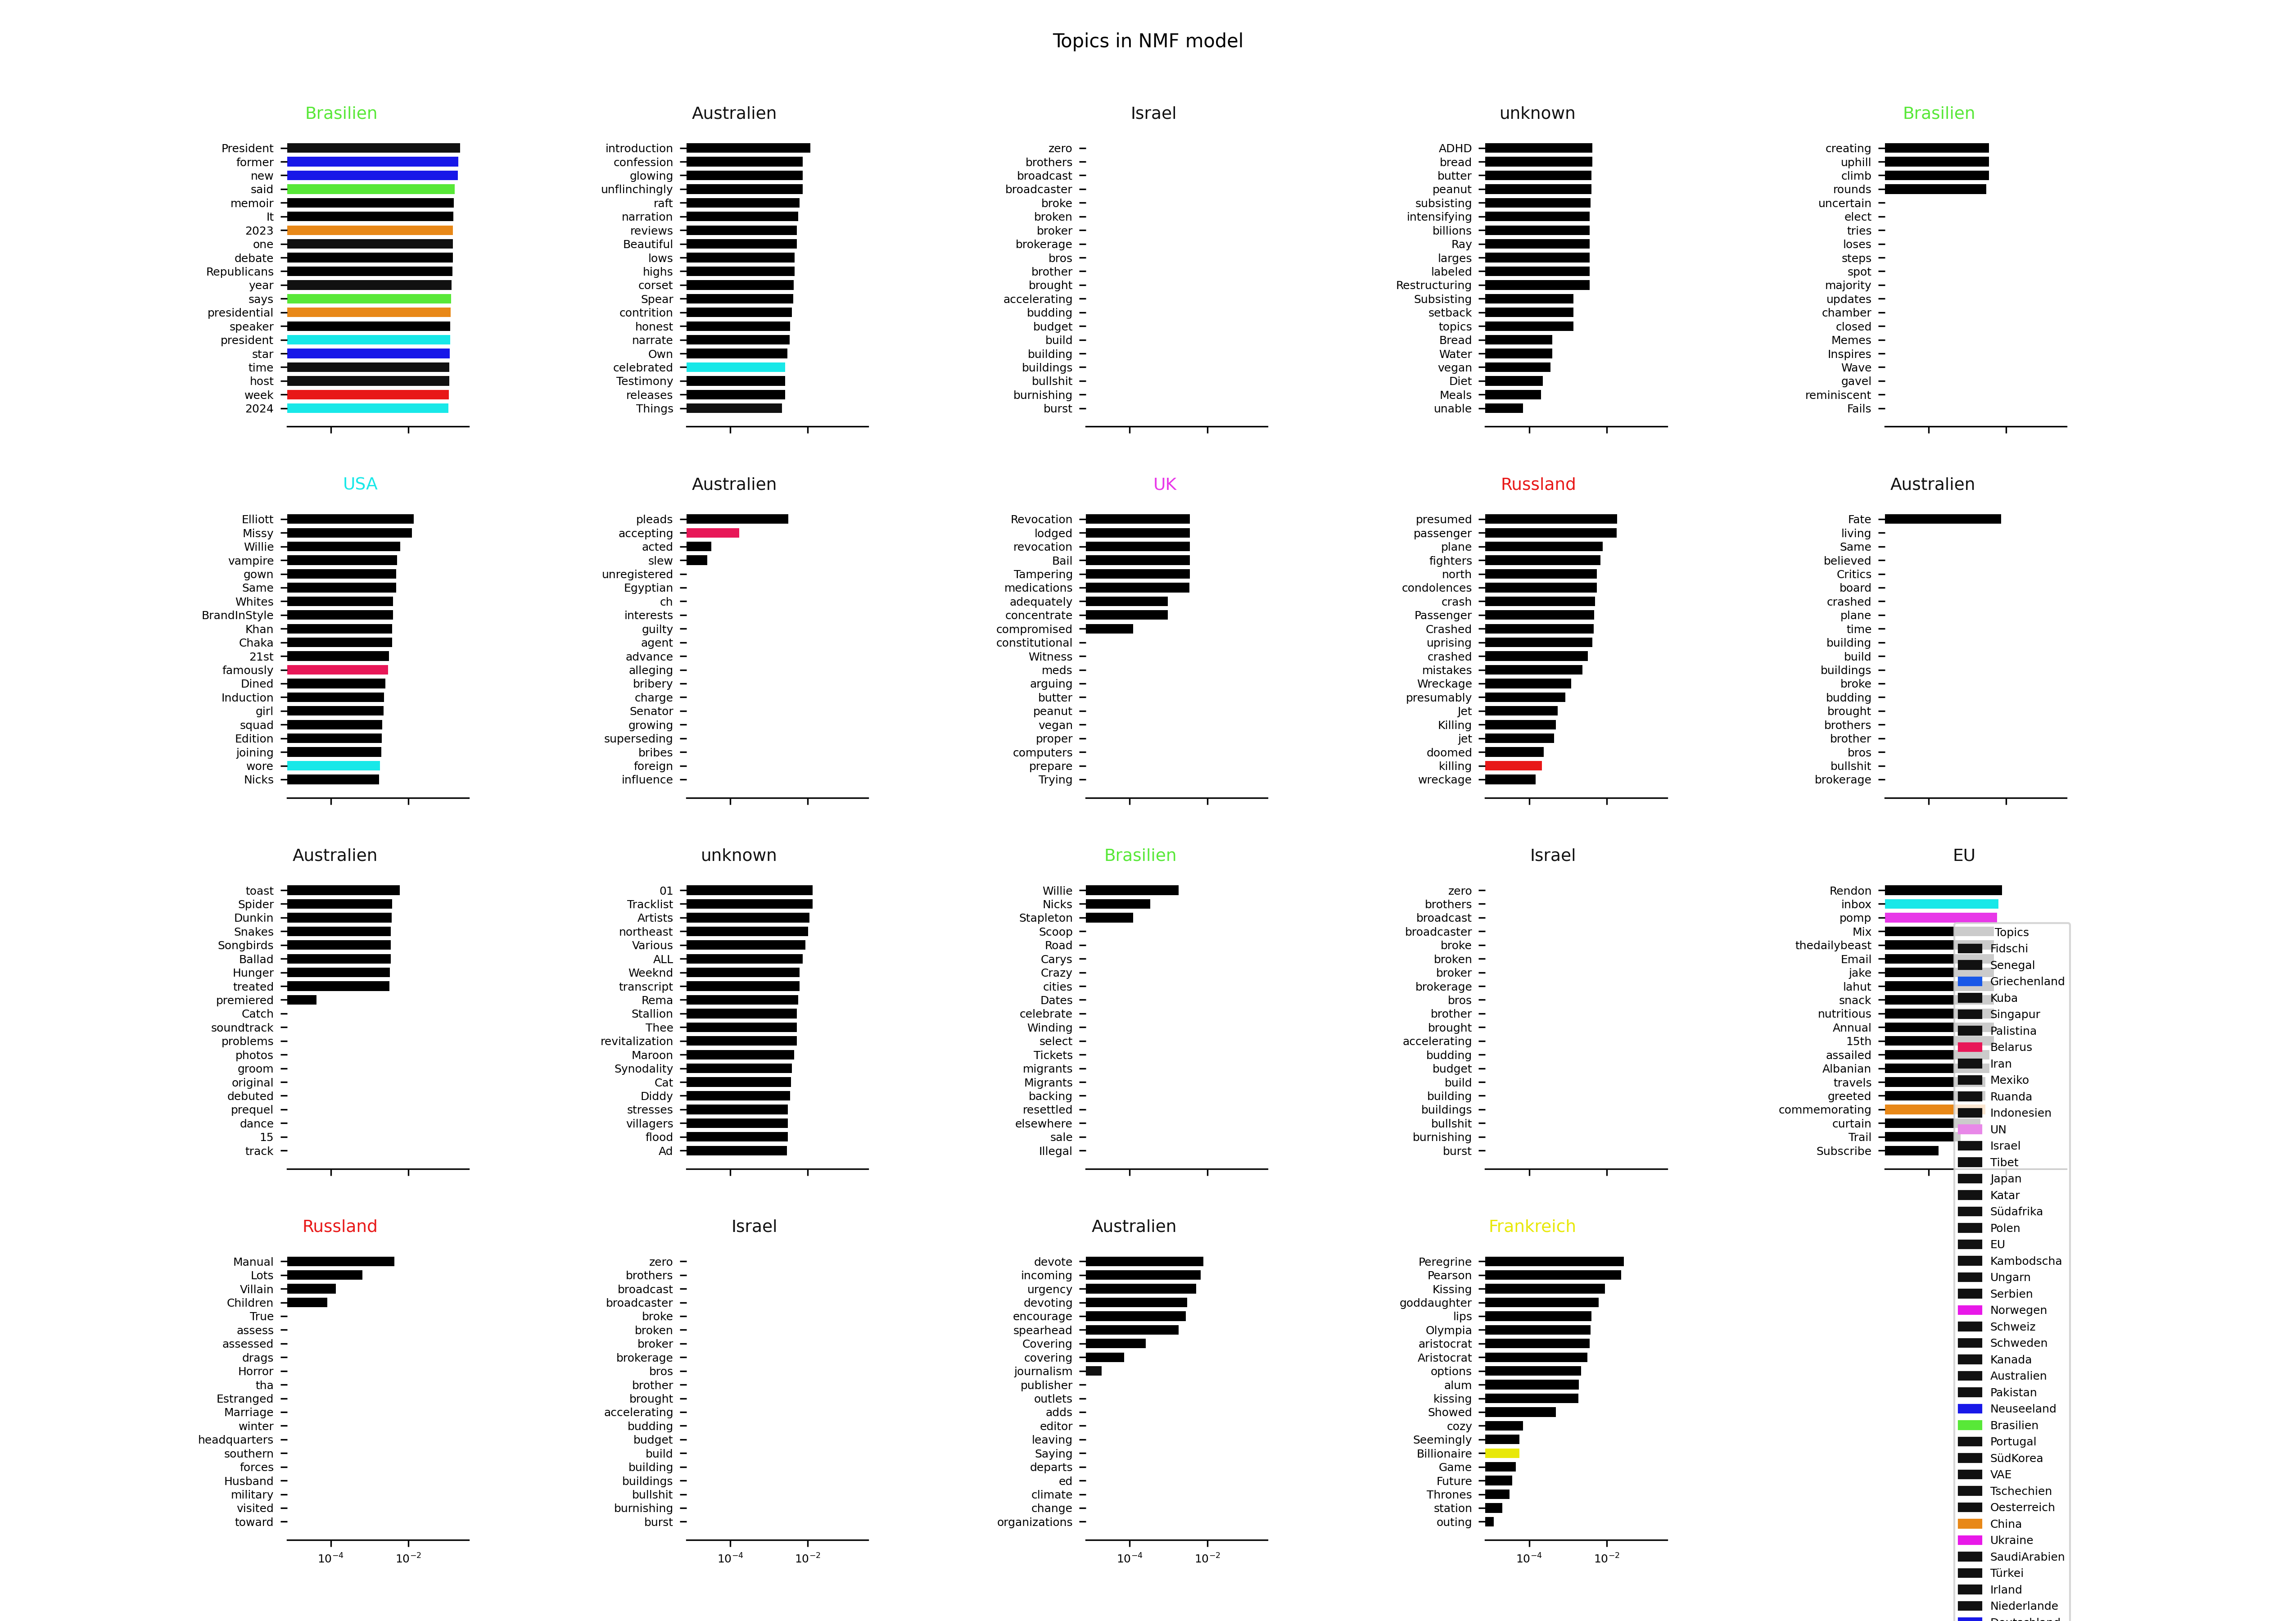 Topics in NMF model
Brasilien
President
former
new
said
memoir
It
2023
one
debate
Republicans
year
says
presidential
speaker
president
star
time
host
week
2024
Australien
introduction
confession
glowing
unflinchingly
raft
narration
reviews
Beautiful
lows
highs
corset
Spear
contrition
honest
narrate
Own
celebrated
Testimony
releases
Things
Israel
zero
brothers
broadcast
broadcaster
broke
broken
broker
brokerage
bros
brother
brought
accelerating
budding
budget
build
building
buildings
bullshit
burnishing
burst
unknown
ADHD
bread
butter
peanut
subsisting
intensifying
billions
Ray
larges
labeled
Restructuring
Subsisting
setback
topics
Bread
Water
vegan
Diet
Meals
unable
Brasilien
creating
uphill
climb
rounds
uncertain
elect
tries
loses
steps
spot
majority
updates
chamber
closed
Memes
Inspires
Wave
gavel
reminiscent
Fails
USA
Elliott
Missy
Willie
vampire
gown
Same
Whites
BrandInStyle
Khan
Chaka
21st
famously
Dined
Induction
girl
squad
Edition
joining
wore
Nicks
Australien
pleads
accepting
acted
slew
unregistered
Egyptian
ch
interests
guilty
agent
advance
alleging
bribery
charge
Senator
growing
superseding
bribes
foreign
influence
UK
Revocation
lodged
revocation
Bail
Tampering
medications
adequately
concentrate
compromised
constitutional
Witness
meds
arguing
butter
peanut
vegan
proper
computers
prepare
Trying
Russland
presumed
passenger
plane
fighters
north
condolences
crash
Passenger
Crashed
uprising
crashed
mistakes
Wreckage
presumably
Jet
Killing
jet
doomed
killing
wreckage
Australien
Fate
living
Same
believed
Critics
board
crashed
plane
time
building
build
buildings
broke
budding
brought
brothers
brother
bros
bullshit
brokerage
Australien
toast
Spider
Dunkin
Snakes
Songbirds
Ballad
Hunger
treated
premiered
Catch
soundtrack
problems
photos
groom
original
debuted
prequel
dance
15
track
unknown
01
Tracklist
Artists
northeast
Various
ALL
Weeknd
transcript
Rema
Stallion
Thee
revitalization
Maroon
Synodality
Cat
Diddy
stresses
villagers
flood
Ad
Brasilien
Willie
Nicks
Stapleton
Scoop
Road
Carys
Crazy
cities
Dates
celebrate
Winding
select
Tickets
migrants
Migrants
backing
resettled
elsewhere
sale
Illegal
Israel
zero
brothers
broadcast
broadcaster
broke
broken
broker
brokerage
bros
brother
brought
accelerating
budding
budget
build
building
buildings
bullshit
burnishing
burst
EU
Rendon
inbox
pomp
Mix
thedailybeast
Email
jake
lahut
snack
nutritious
Annual
15th
assailed
Albanian
travels
greeted
commemorating
curtain
Trail
Subscribe
Russland
Manual
Lots
Villain
Children
True
assess
assessed
drags
Horror
tha
Estranged
Marriage
winter
headquarters
southern
forces
Husband
military
visited
toward
10⁻⁴ 10⁻²
Israel
zero
brothers
broadcast
broadcaster
broke
broken
broker
brokerage
bros
brother
brought
accelerating
budding
budget
build
building
buildings
bullshit
burnishing
burst
10⁻⁴ 10⁻²
Australien
devote
incoming
urgency
devoting
encourage
spearhead
Covering
covering
journalism
publisher
outlets
adds
editor
leaving
Saying
departs
ed
climate
change
organizations
10⁻⁴ 10⁻²
Frankreich
Peregrine
Pearson
Kissing
goddaughter
lips
Olympia
aristocrat
Aristocrat
options
alum
kissing
Showed
cozy
Seemingly
Billionaire
Game
Future
Thrones
station
outing
10⁻⁴ 10⁻²
Topics
Fidschi
Senegal
Griechenland
Kuba
Singapur
Palistina
Belarus
Iran
Mexiko
Ruanda
Indonesien
UN
Israel
Tibet
Japan
Katar
Südafrika
Polen
EU
Kambodscha
Ungarn
Serbien
Norwegen
Schweiz
Schweden
Kanada
Australien
Pakistan
Neuseeland
Brasilien
Portugal
SüdKorea
VAE
Tschechien
Oesterreich
China
Ukraine
SaudiArabien
Türkei
Irland
Niederlande